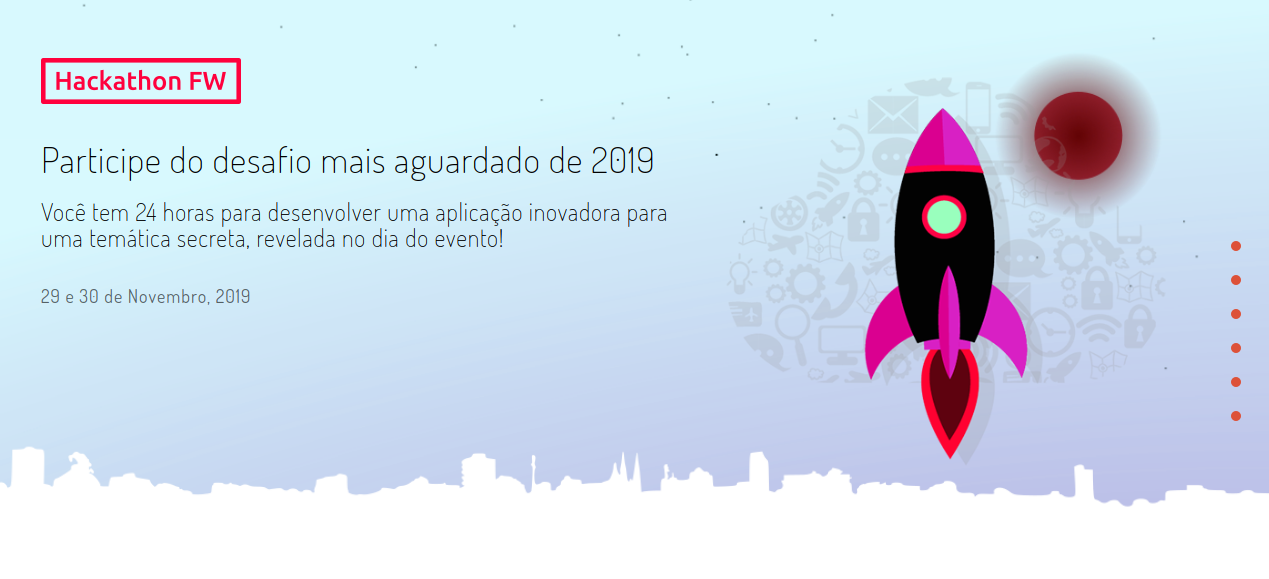 Hackathon FW
Participe do desafio mais aguardado de 2019
Você tem 24 horas para desenvolver uma aplicação inovadora para
uma temática secreta, revelada no dia do evento!
29 e 30 de Novembro, 2019